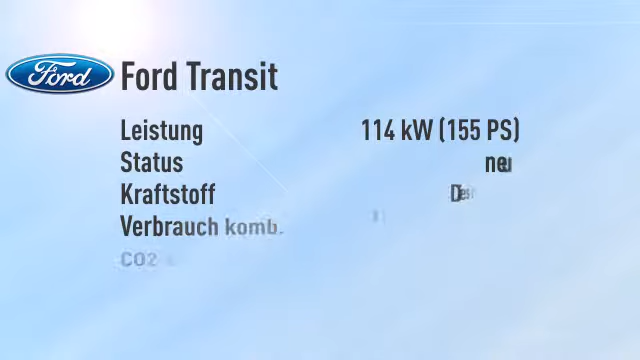 Ford Ford Transit
Leistung 114 kW (155 PS)
Status neu
Kraftstoff
Verbrauch komb.
CO2